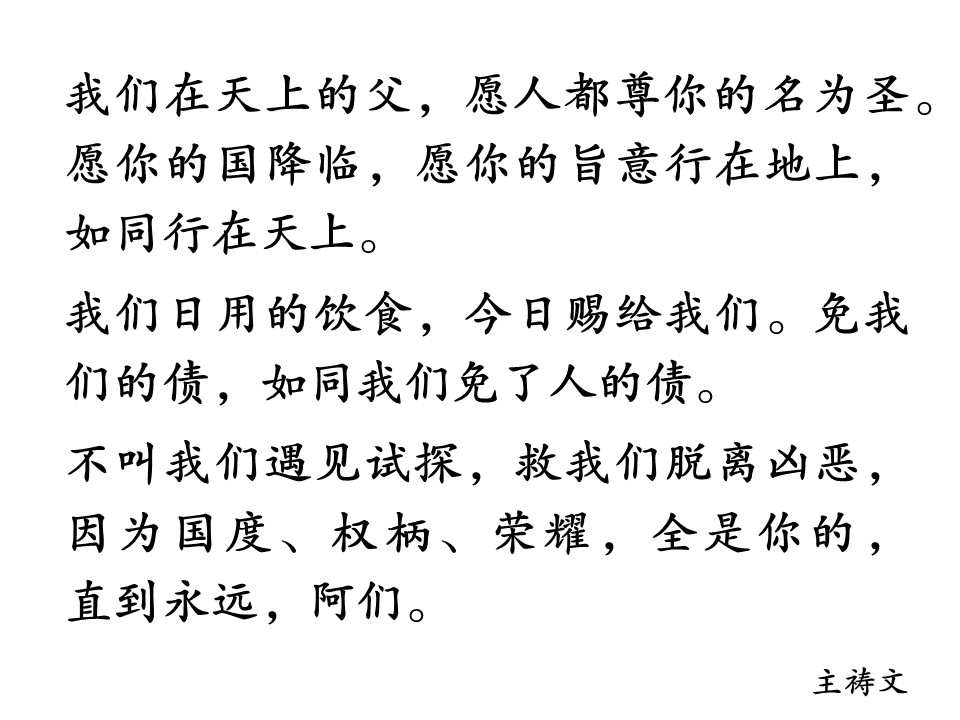 我们在天上的父，愿人都尊你的名为圣。
愿你的国降临，愿你的旨意行在地上，
如同行在天上。
我们日用的饮食，今日赐给我们。免我
们的债，如同我们免了人的债。
不叫我们遇见试探，救我们脱离凶恶，
因为国度、权柄、荣耀，全是你的，
直到永远，阿们。
主祷文